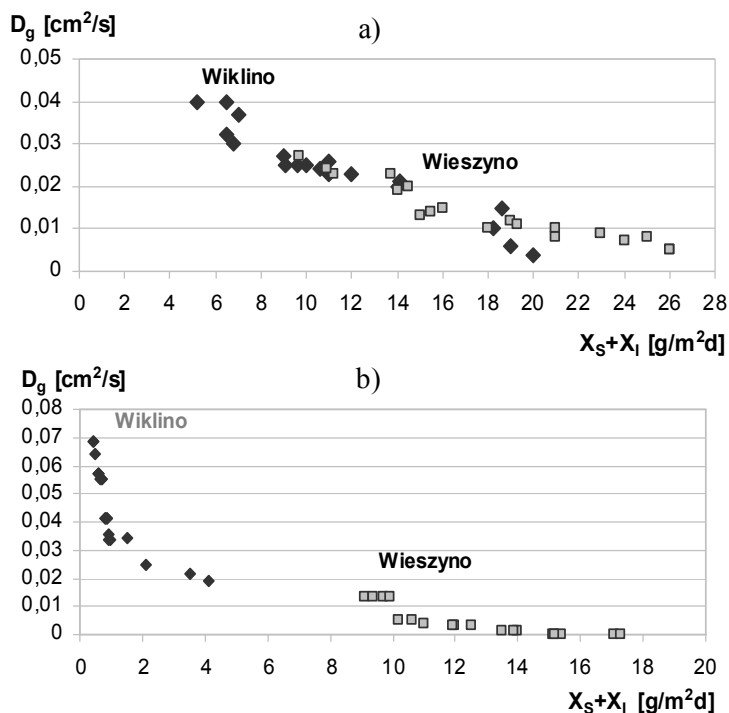 D_g [cm²/s]
a)
0,05
Wiklino
0,04
0,03
Wieszyno
0,02
0,01
0
0 2 4 6 8 10 12 14 16 18 20 22 24 26 28
X_S+X_I [g/m²d]
D_g [cm²/s]
b)
0,08
Wiklino
0,07
0,06
0,05
0,04
0,03
Wieszyno
0,02
0,01
0
0 2 4 6 8 10 12 14 16 18 20
X_S+X_I [g/m²d]